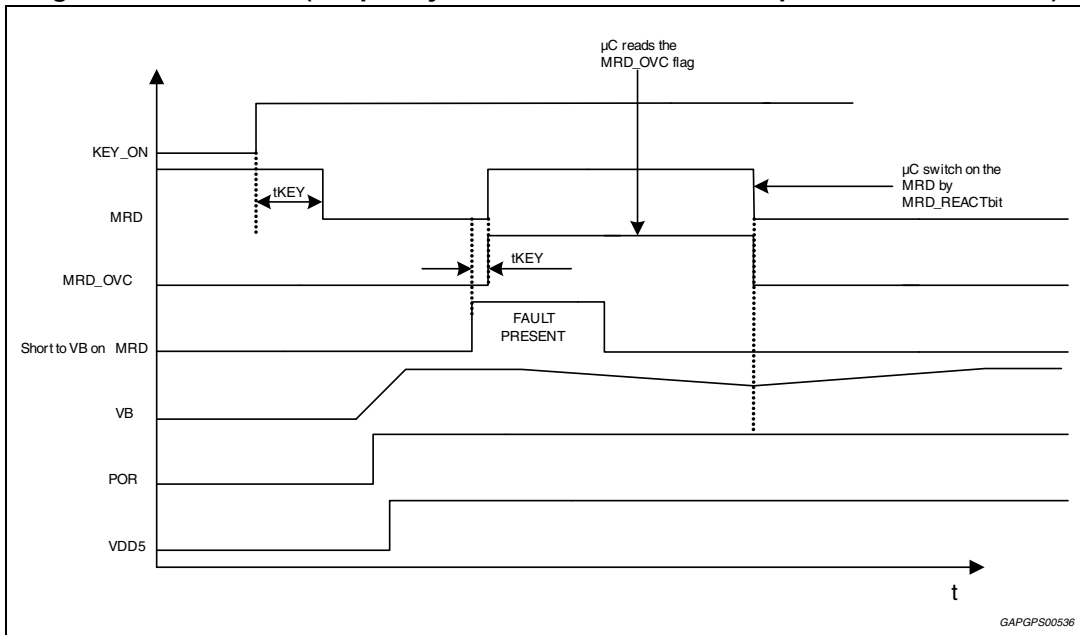 µC reads the
MRD_OVC flag
KEY_ON
µC switch on the
MRD by
MRD_REACTbit
tKEY
MRD
tKEY
MRD_OVC
FAULT
PRESENT
Short to VB on MRD
VB
POR
VDD5
t
GAPGPS00536